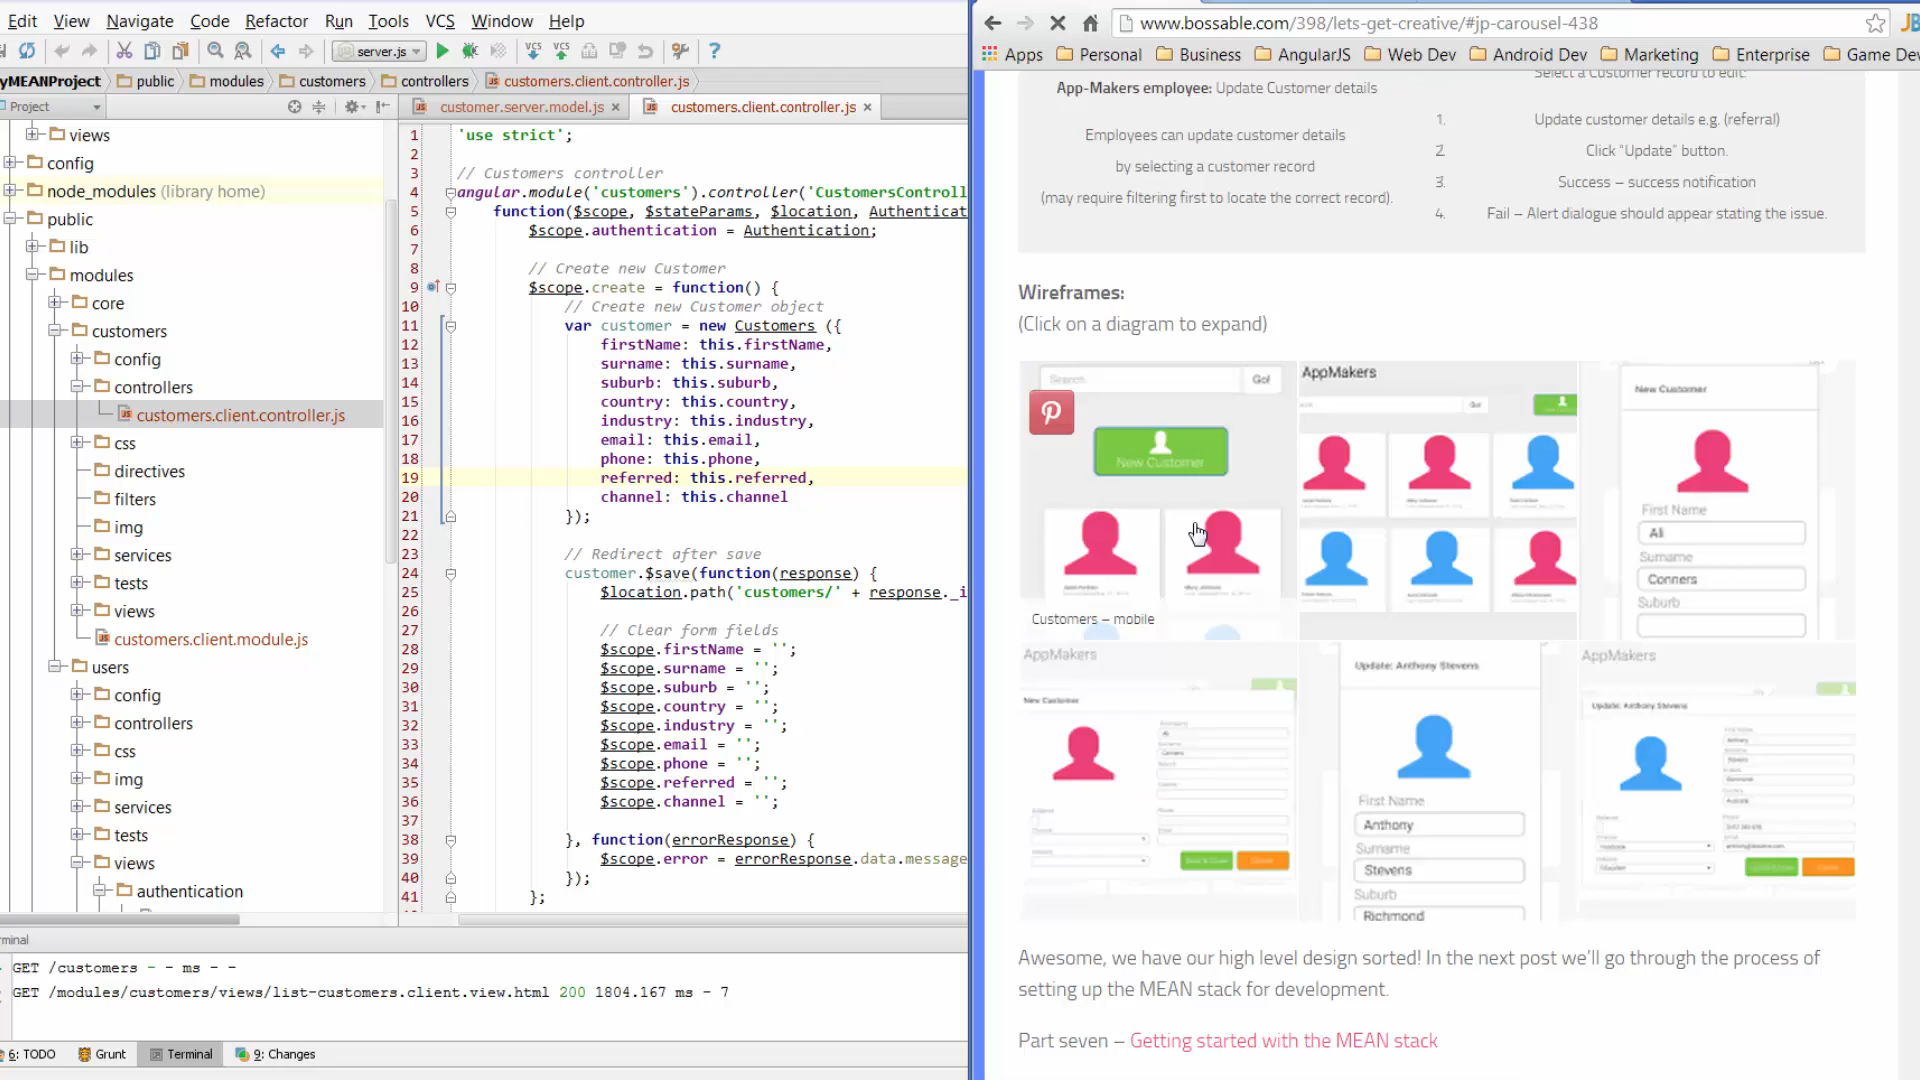 Edit View Navigate Code Refactor Run Tools VCS Window Help
server.js
yMEANProject public modules customers controllers customers.client.controller.js
Project
customer.server.model.js
customers.client.controller.js
views
config
node_modules (library home)
public
lib
modules
core
customers
config
controllers
customers.client.controller.js
css
directives
filters
img
services
tests
views
customers.client.module.js
users
config
controllers
css
img
services
tests
views
authentication
1 'use strict';
2
3 // Customers controller
4 angular.module('customers').controller('CustomersControll
5 function($scope, $stateParams, $location, Authenticat
6 $scope.authentication = Authentication;
7
8 // Create new Customer
9 $scope.create = function() {
10 // Create new Customer object
11 var customer = new Customers ({
12 firstName: this.firstName,
13 surname: this.surname,
14 suburb: this.suburb,
15 country: this.country,
16 industry: this.industry,
17 email: this.email,
18 phone: this.phone,
19 referred: this.referred,
20 channel: this.channel
21 });
22
23 // Redirect after save
24 customer.$save(function(response) {
25 $location.path('customers/' + response._i
26
27 // Clear form fields
28 $scope.firstName = '';
29 $scope.surname = '';
30 $scope.suburb = '';
31 $scope.country = '';
32 $scope.industry = '';
33 $scope.email = '';
34 $scope.phone = '';
35 $scope.referred = '';
36 $scope.channel = '';
37
38 }, function(errorResponse) {
39 $scope.error = errorResponse.data.message
40 });
41 };
minal
GET /customers - - ms - -
GET /modules/customers/views/list-customers.client.view.html 200 1804.167 ms - 7
6: TODO Grunt Terminal 9: Changes
www.bossable.com/398/lets-get-creative/#jp-carousel-438
Apps Personal Business AngularJS Web Dev Android Dev Marketing Enterprise Game Dev
App-Makers employee: Update Customer details
Employees can update customer details
by selecting a customer record
(may require filtering first to locate the correct record).
Select a Customer record to edit.
1. Update customer details e.g. (referral)
2. Click “Update” button.
3. Success – success notification
4. Fail – Alert dialogue should appear stating the issue.
Wireframes:
(Click on a diagram to expand)
Search
Go!
New Customer
Customers – mobile
AppMakers
Go!
New Customer
First Name
Ali
Surname
Conners
Suburb
AppMakers
New Customer
Ali
Conners
Update: Anthony Stevens
First Name
Anthony
Surname
Stevens
Suburb
Richmond
AppMakers
Update: Anthony Stevens
Anthony
Stevens
Richmond
Australia
Awesome, we have our high level design sorted! In the next post we’ll go through the process of
setting up the MEAN stack for development.
Part seven – Getting started with the MEAN stack